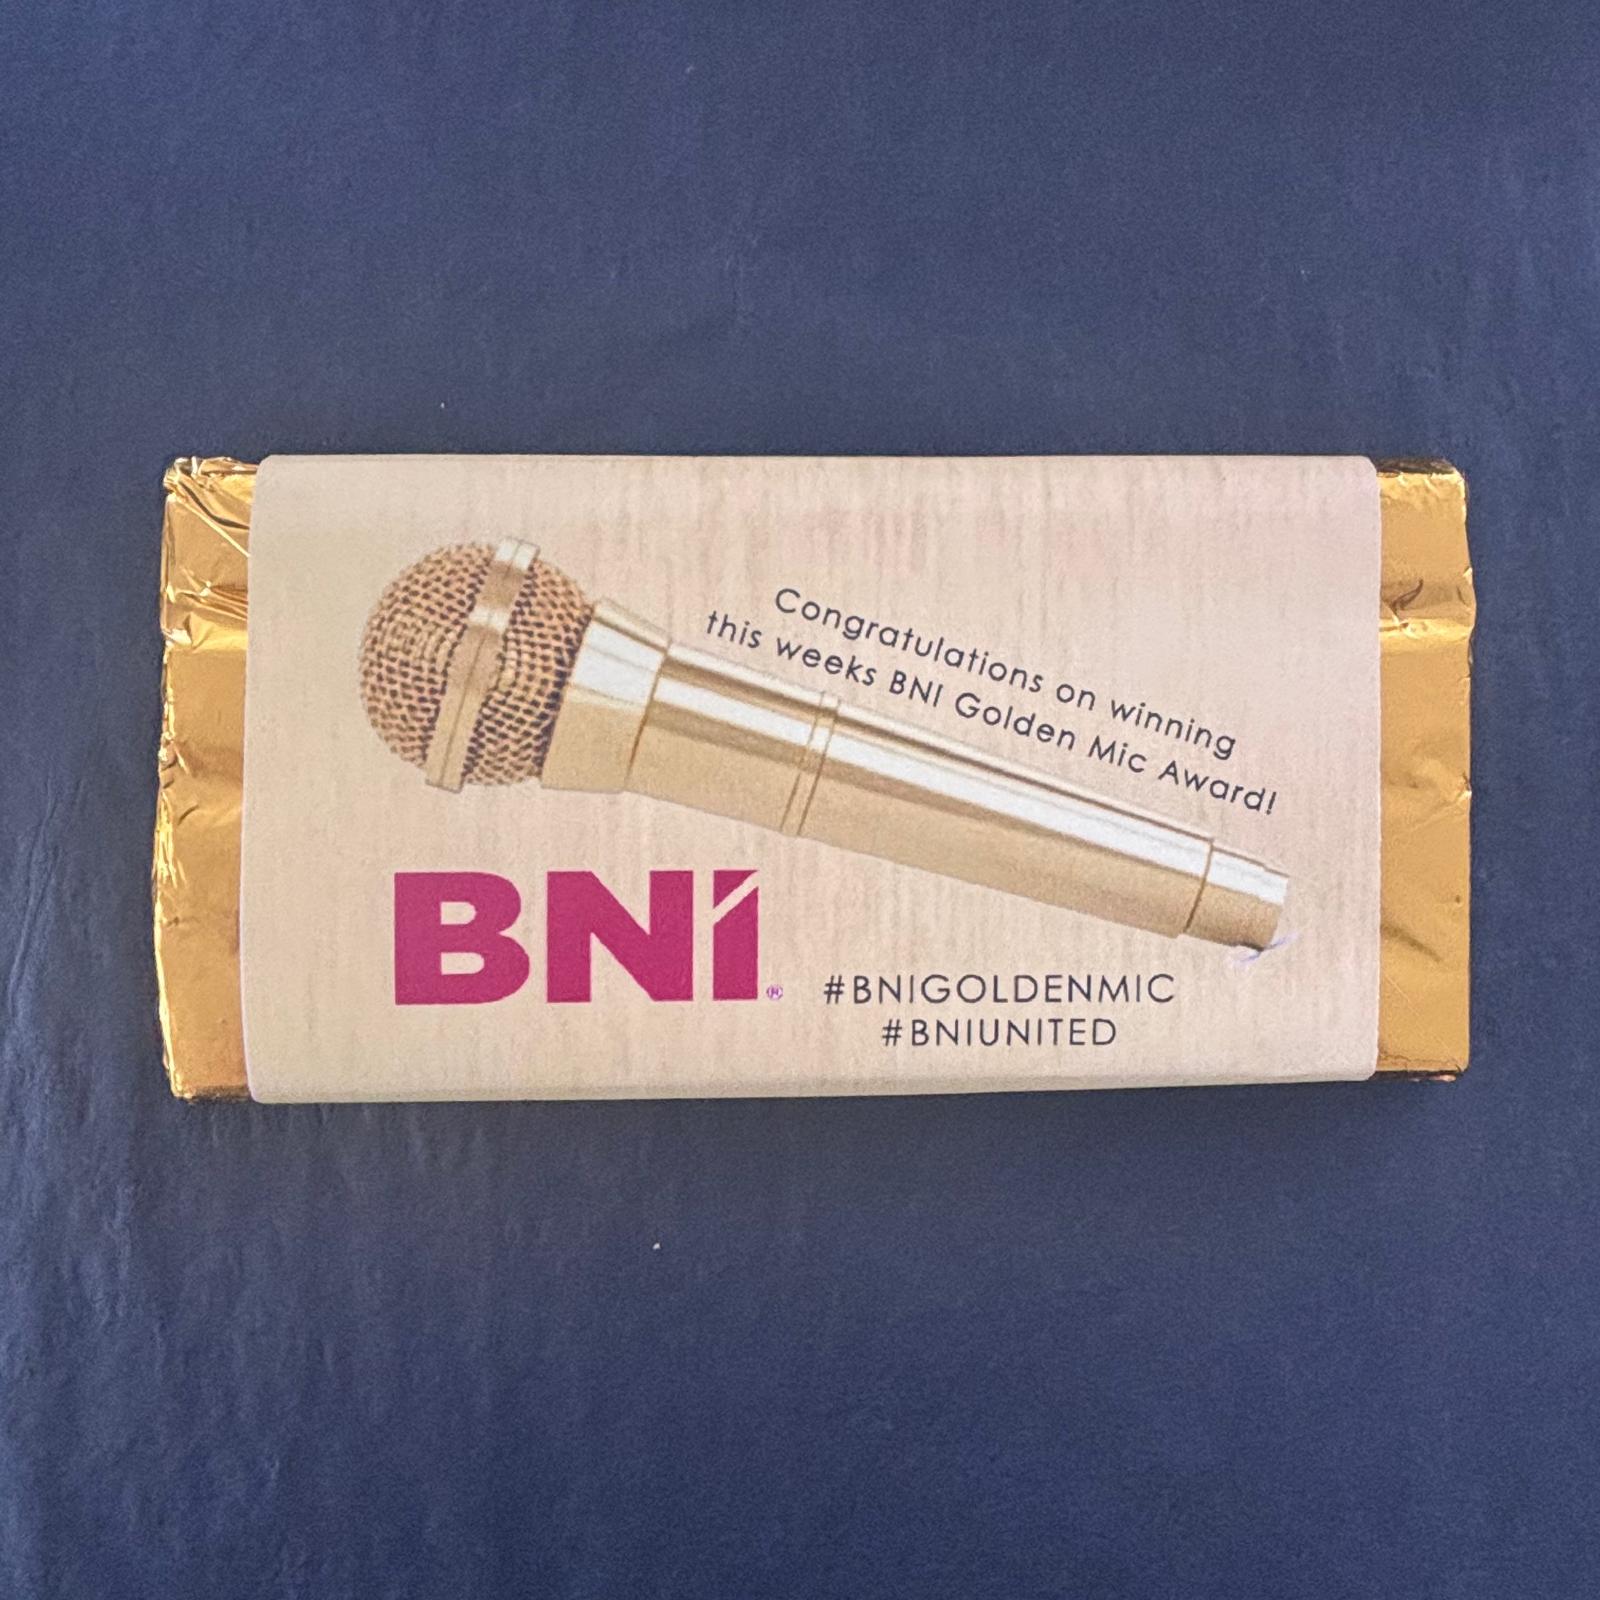 Congratulations on winning
this weeks BNI Golden Mic Award!
BNI®
#BNIGOLDENMIC
#BNIUNITED